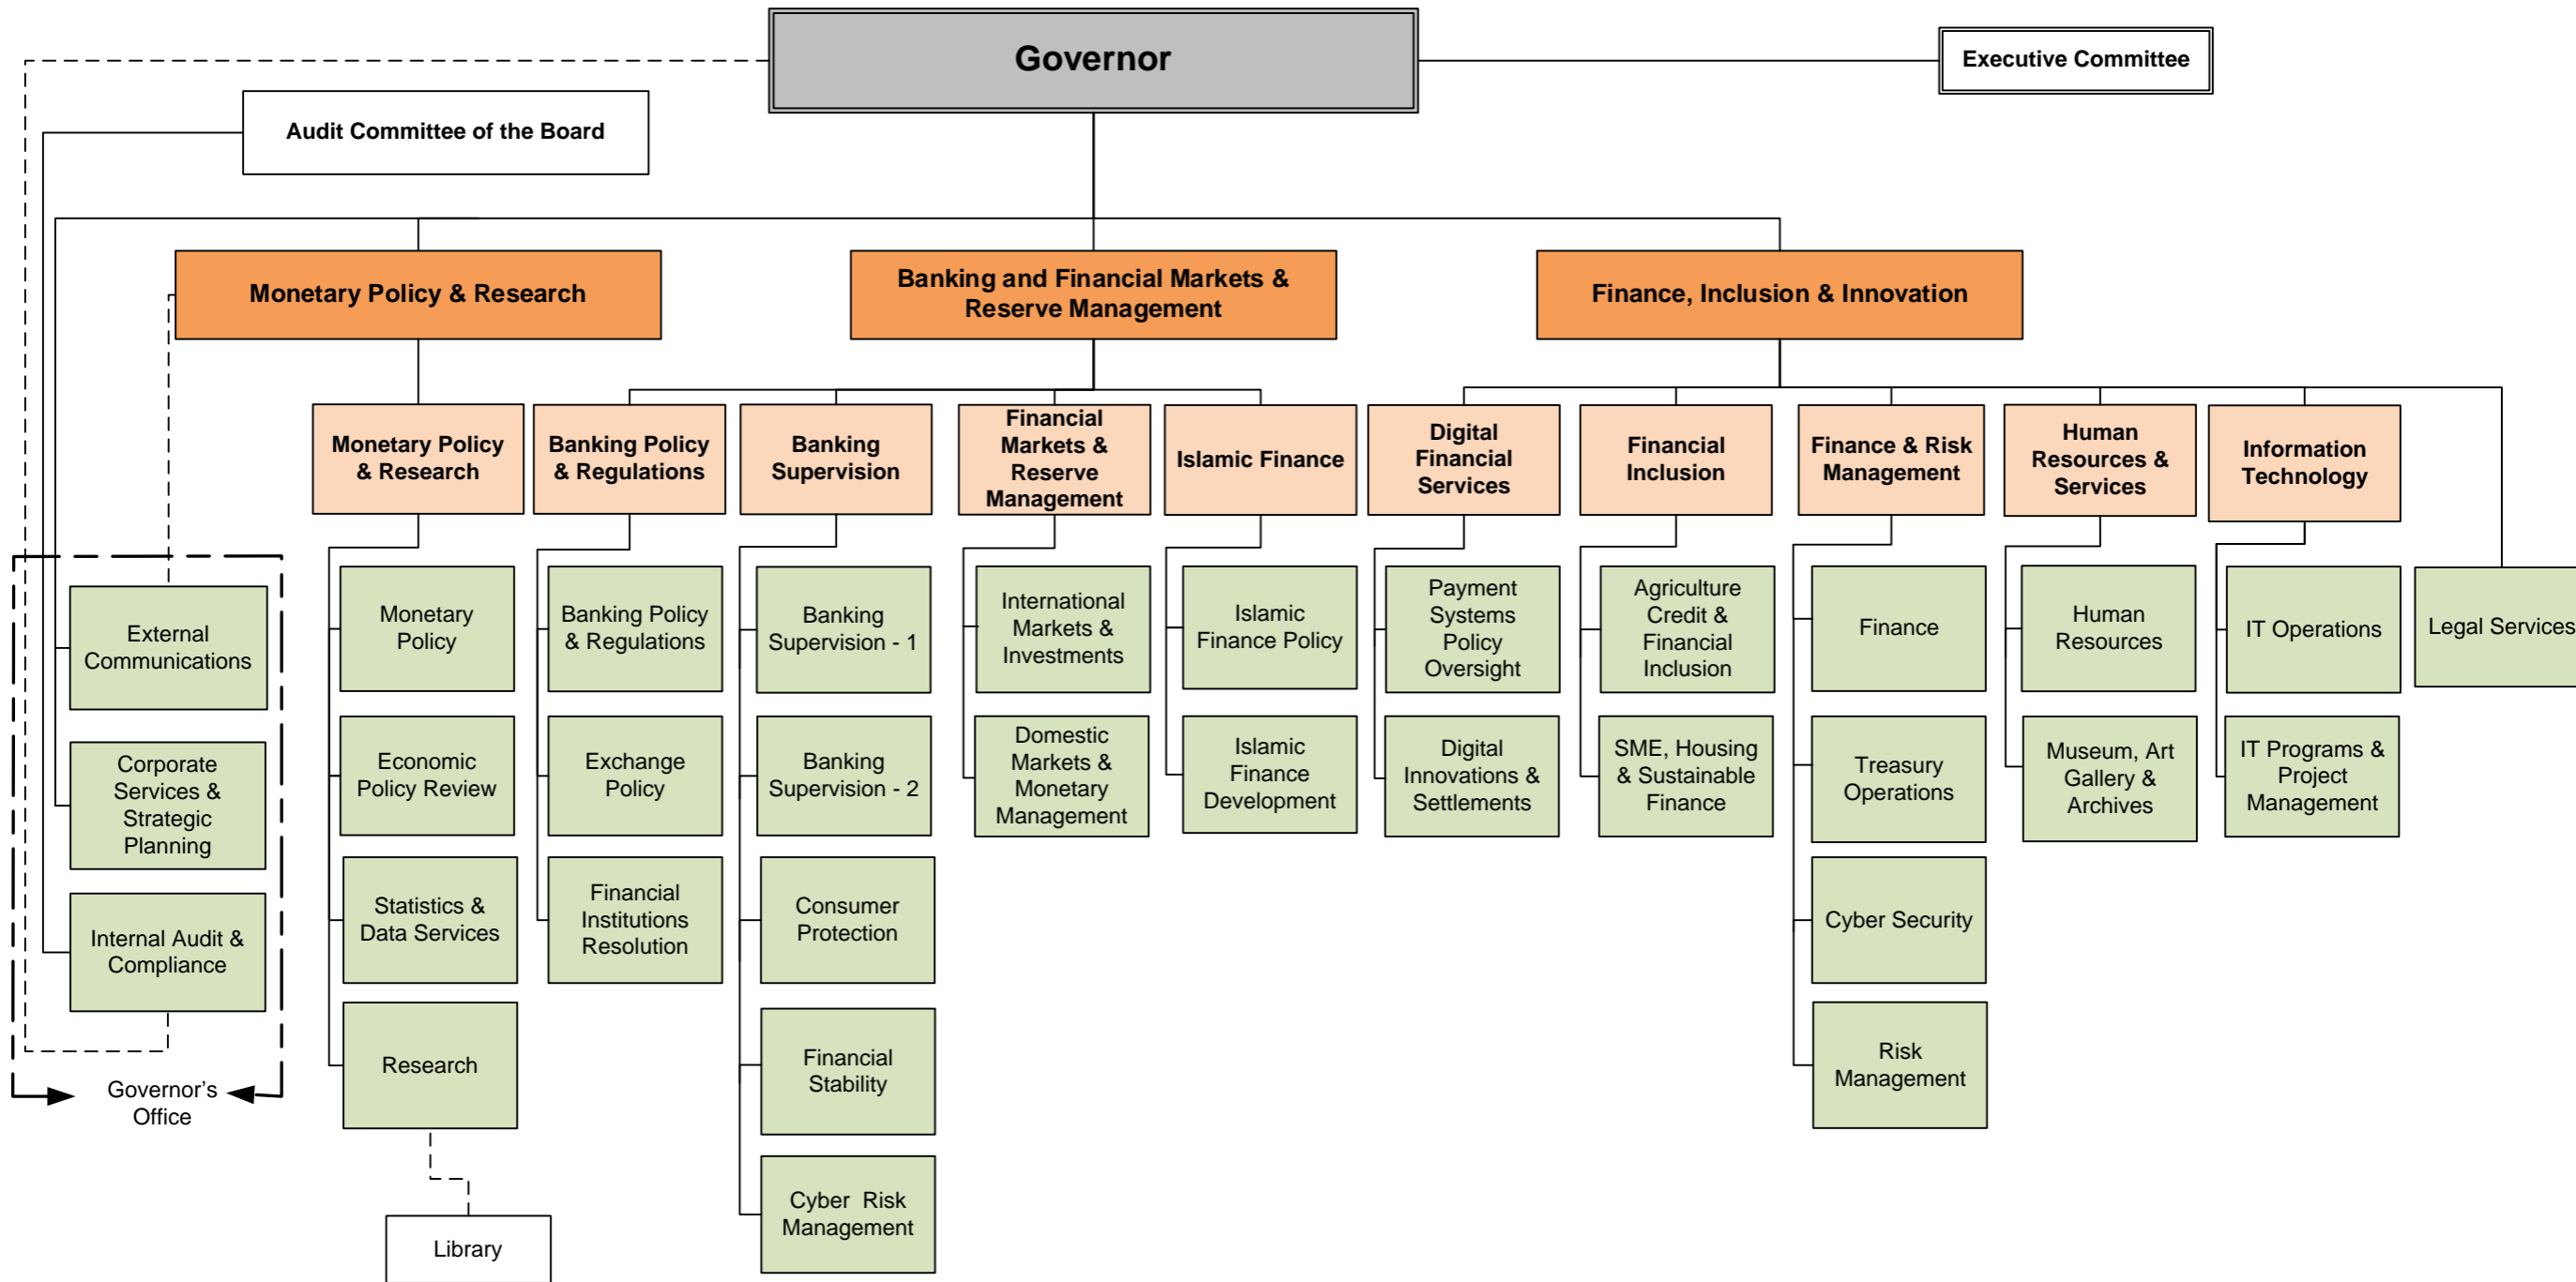 Governor
Executive Committee
Audit Committee of the Board
Monetary Policy & Research
Banking and Financial Markets &
Reserve Management
Finance, Inclusion & Innovation
Monetary Policy
& Research
Banking Policy
& Regulations
Banking
Supervision
Financial
Markets &
Reserve
Management
Islamic Finance
Digital
Financial
Services
Financial
Inclusion
Finance & Risk
Management
Human
Resources &
Services
Information
Technology
External
Communications
Corporate
Services &
Strategic
Planning
Internal Audit &
Compliance
Governor's
Office
Monetary
Policy
Economic
Policy Review
Statistics &
Data Services
Research
Library
Banking Policy
& Regulations
Exchange
Policy
Financial
Institutions
Resolution
Banking
Supervision - 1
Banking
Supervision - 2
Consumer
Protection
Financial
Stability
Cyber Risk
Management
International
Markets &
Investments
Domestic
Markets &
Monetary
Management
Islamic
Finance Policy
Islamic
Finance
Development
Payment
Systems
Policy
Oversight
Digital
Innovations &
Settlements
Agriculture
Credit &
Financial
Inclusion
SME, Housing
& Sustainable
Finance
Finance
Treasury
Operations
Cyber Security
Risk
Management
Human
Resources
Museum, Art
Gallery &
Archives
IT Operations
IT Programs &
Project
Management
Legal Services